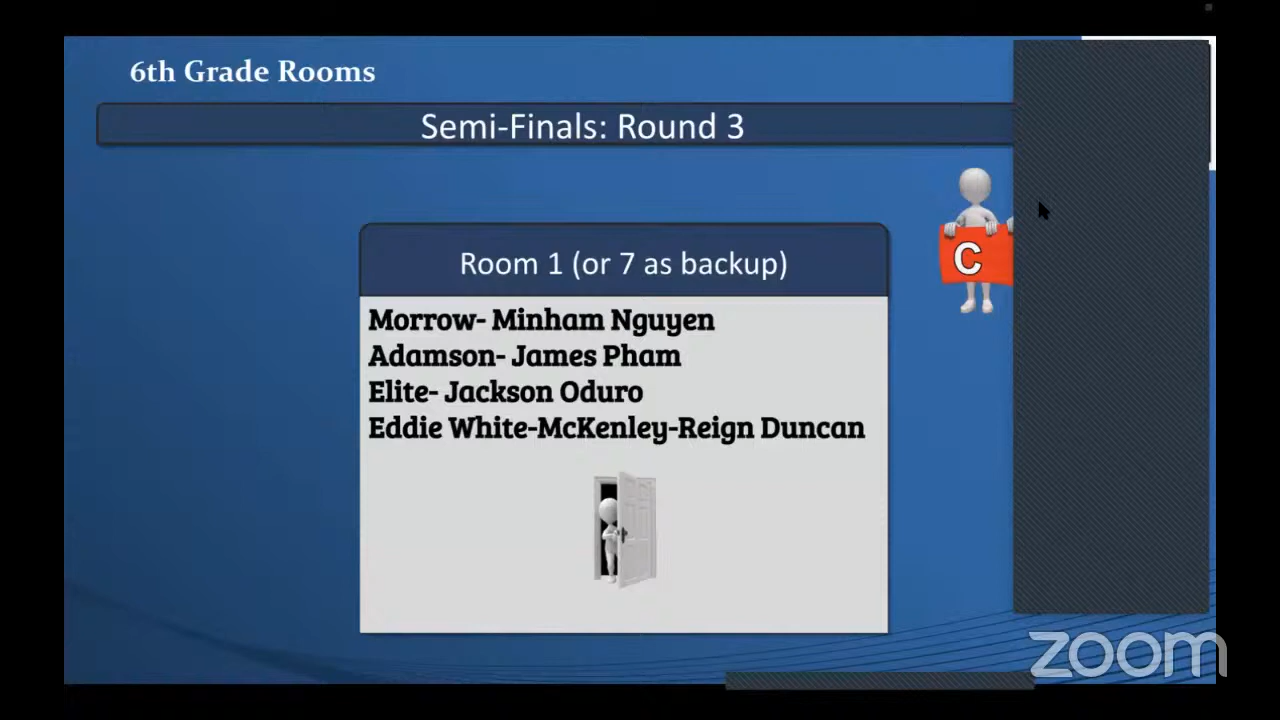 6th Grade Rooms
Semi-Finals: Round 3
C
Room 1 (or 7 as backup)
Morrow- Minham Nguyen
Adamson- James Pham
Elite- Jackson Oduro
Eddie White-McKenley-Reign Duncan
zoom